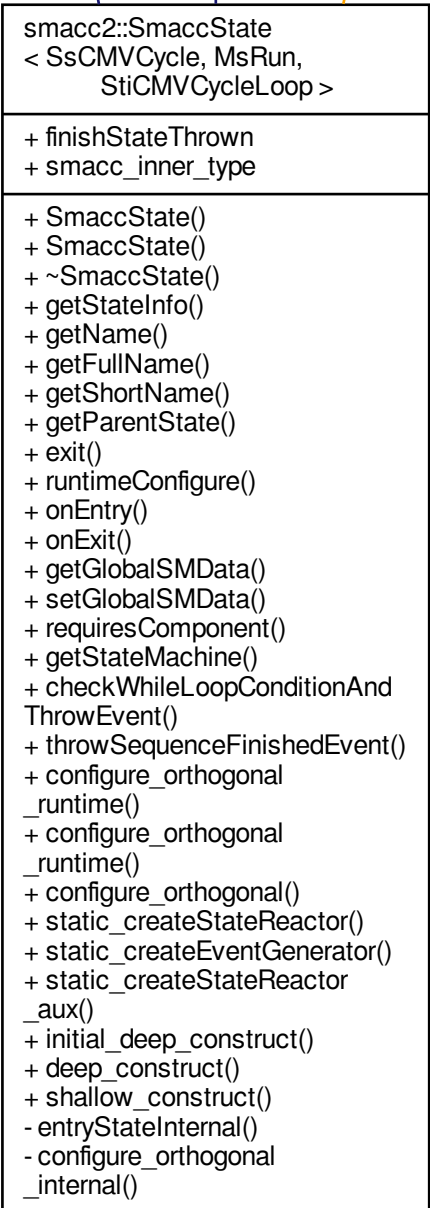 smacc2::SmaccState
< SsCMVCycle, MsRun,
StiCMVCycleLoop >
+ finishStateThrown
+ smacc_inner_type
+ SmaccState()
+ SmaccState()
+ ~SmaccState()
+ getStateInfo()
+ getName()
+ getFullName()
+ getShortName()
+ getParentState()
+ exit()
+ runtimeConfigure()
+ onEntry()
+ onExit()
+ getGlobalSMData()
+ setGlobalSMData()
+ requiresComponent()
+ getStateMachine()
+ checkWhileLoopConditionAnd
ThrowEvent()
+ throwSequenceFinishedEvent()
+ configure_orthogonal
_runtime()
+ configure_orthogonal
_runtime()
+ configure_orthogonal()
+ static_createStateReactor()
+ static_createEventGenerator()
+ static_createStateReactor
_aux()
+ initial_deep_construct()
+ deep_construct()
+ shallow_construct()
- entryStateInternal()
- configure_orthogonal
_internal()